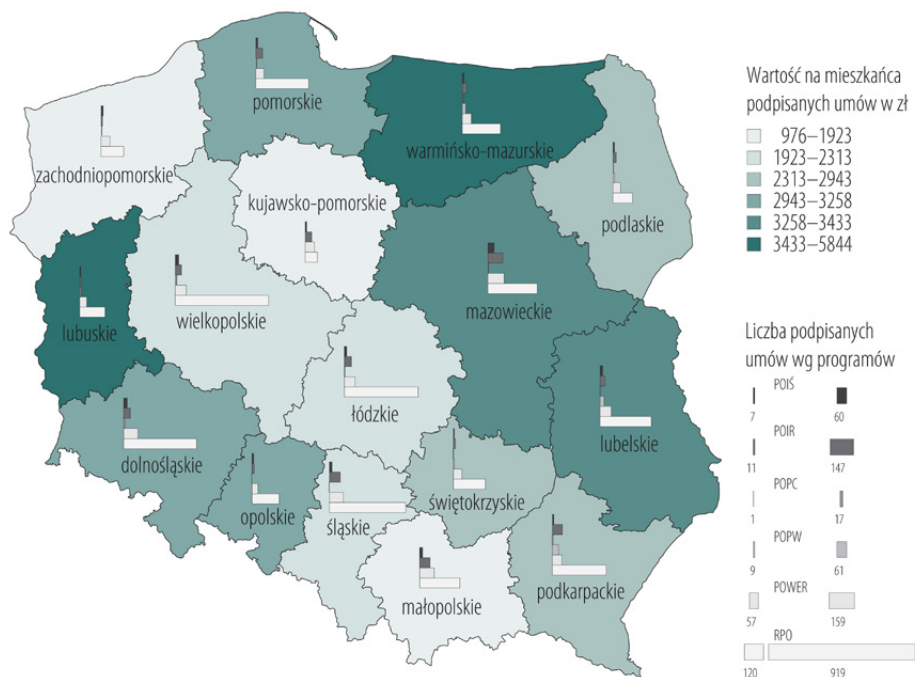 pomorskie
warmińsko-mazurskie
zachodniopomorskie
kujawsko-pomorskie
podlaskie
lubuskie
wielkopolskie
mazowieckie
łódzkie
lubelskie
dolnośląskie
opolskie
śląskie
świętokrzyskie
małopolskie
podkarpackie
Wartość na mieszkańca
podpisanych umów w zł
976–1923
1923–2313
2313–2943
2943–3258
3258–3433
3433–5844
Liczba podpisanych
umów wg programów
POIŚ
7 60
POIR
11 147
POPC
1 17
POPW
9 61
POWER
57 159
RPO
120 919